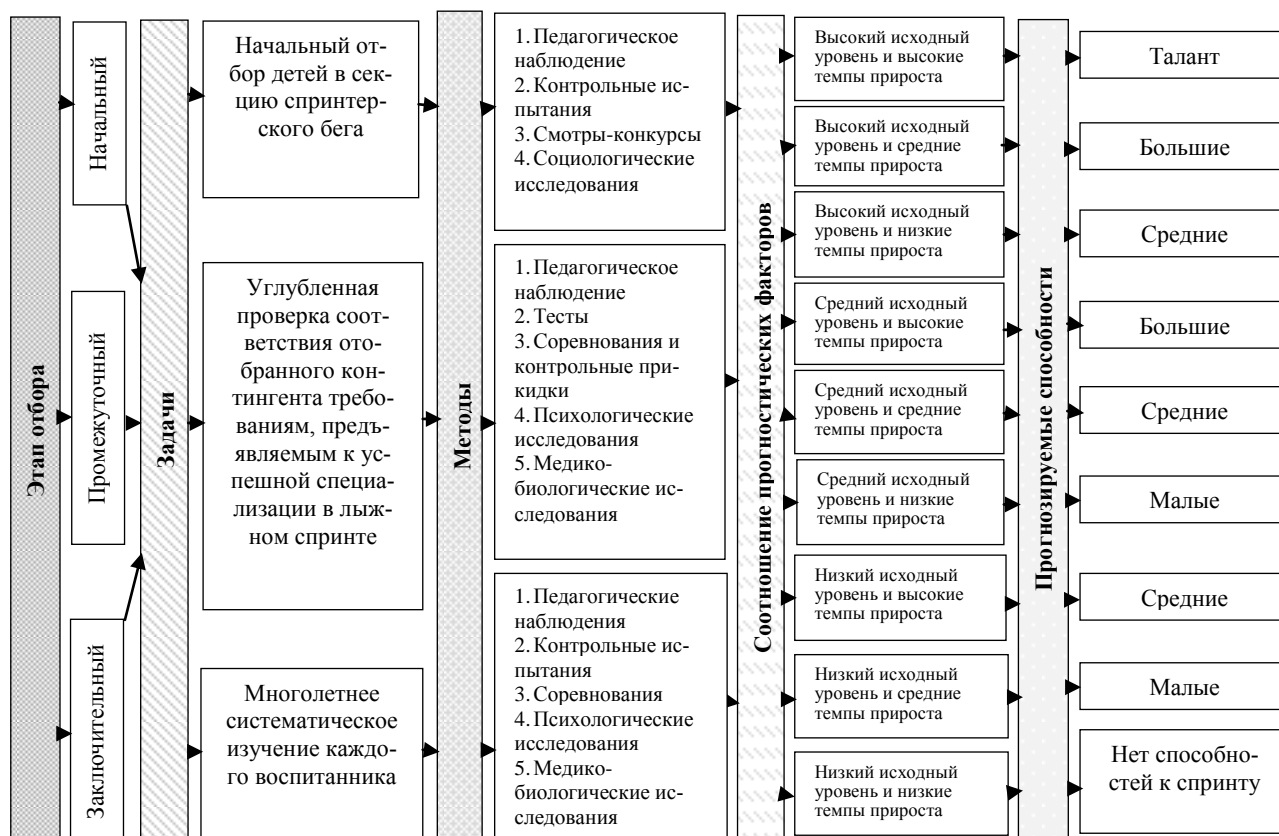 Этап отбора
Начальный
Промежуточный
Заключительный
Задачи
Начальный от-
бор детей в сек-
цию спринтер-
ского бега
Углубленная
проверка соот-
ветствия ото-
бранного кон-
тингента требо-
ваниям, предъ-
являемым к ус-
пешной специа-
лизации в лыж-
ном спринте
Многолетнее
систематическое
изучение каждо-
го воспитанника
Методы
1. Педагогическое
наблюдение
2. Контрольные ис-
пытания
3. Смотры-конкурсы
4. Социологические
исследования
1. Педагогическое
наблюдение
2. Тесты
3. Соревнования и
контрольные при-
кидки
4. Психологические
исследования
5. Медико-
биологические ис-
следования
1. Педагогические
наблюдения
2. Контрольные ис-
пытания
3. Соревнования
4. Психологические
исследования
5. Медико-
биологические ис-
следования
Соотношение прогностических факторов
Высокий исходный
уровень и высокие
темпы прироста
Высокий исходный
уровень и средние
темпы прироста
Высокий исходный
уровень и низкие
темпы прироста
Средний исходный
уровень и высокие
темпы прироста
Средний исходный
уровень и средние
темпы прироста
Средний исходный
уровень и низкие
темпы прироста
Низкий исходный
уровень и высокие
темпы прироста
Низкий исходный
уровень и средние
темпы прироста
Низкий исходный
уровень и низкие
темпы прироста
Прогнозируемые способности
Талант
Большие
Средние
Большие
Средние
Малые
Средние
Малые
Нет способно-
стей к спринту